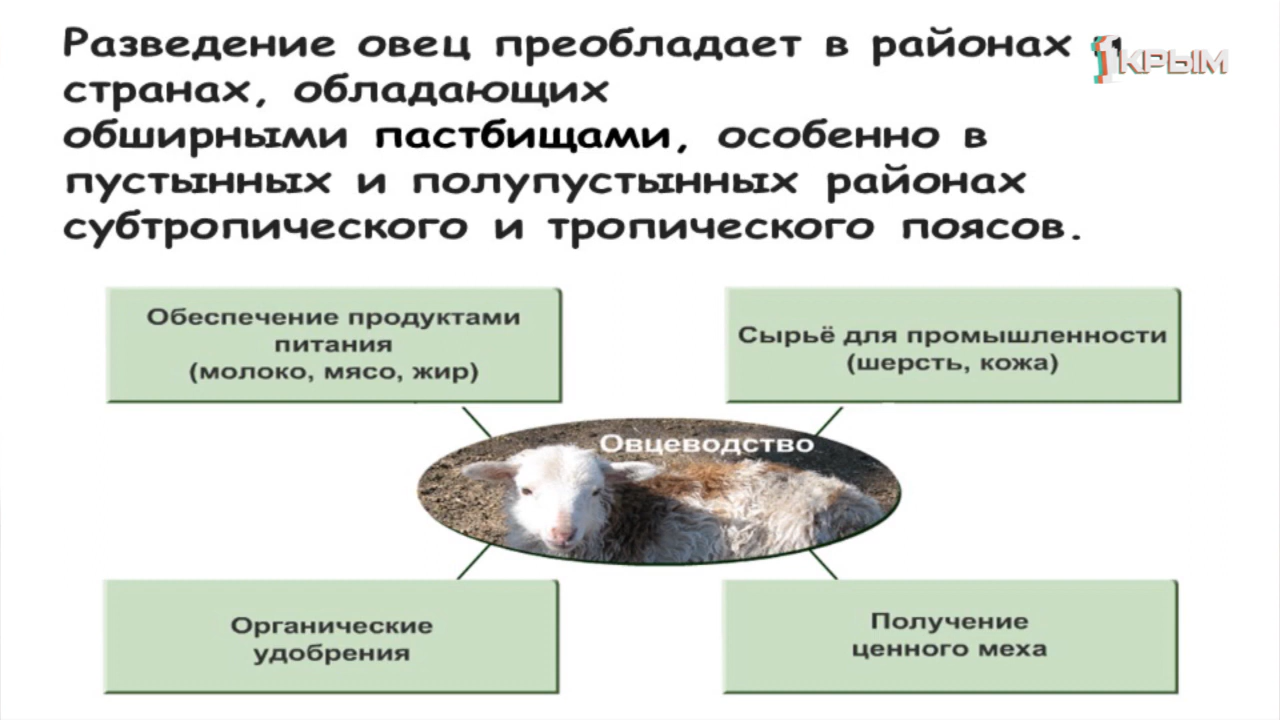 Разведение овец преобладает в районах
1КРЫМ
странах, обладающих
обширными пастбищами, особенно в
пустынных и полупустынных районах
субтропического и тропического поясов.
Обеспечение продуктами
питания
(молоко, мясо, жир)
Сырьё для промышленности
(шерсть, кожа)
Овцеводство
Органические
удобрения
Получение
ценного меха